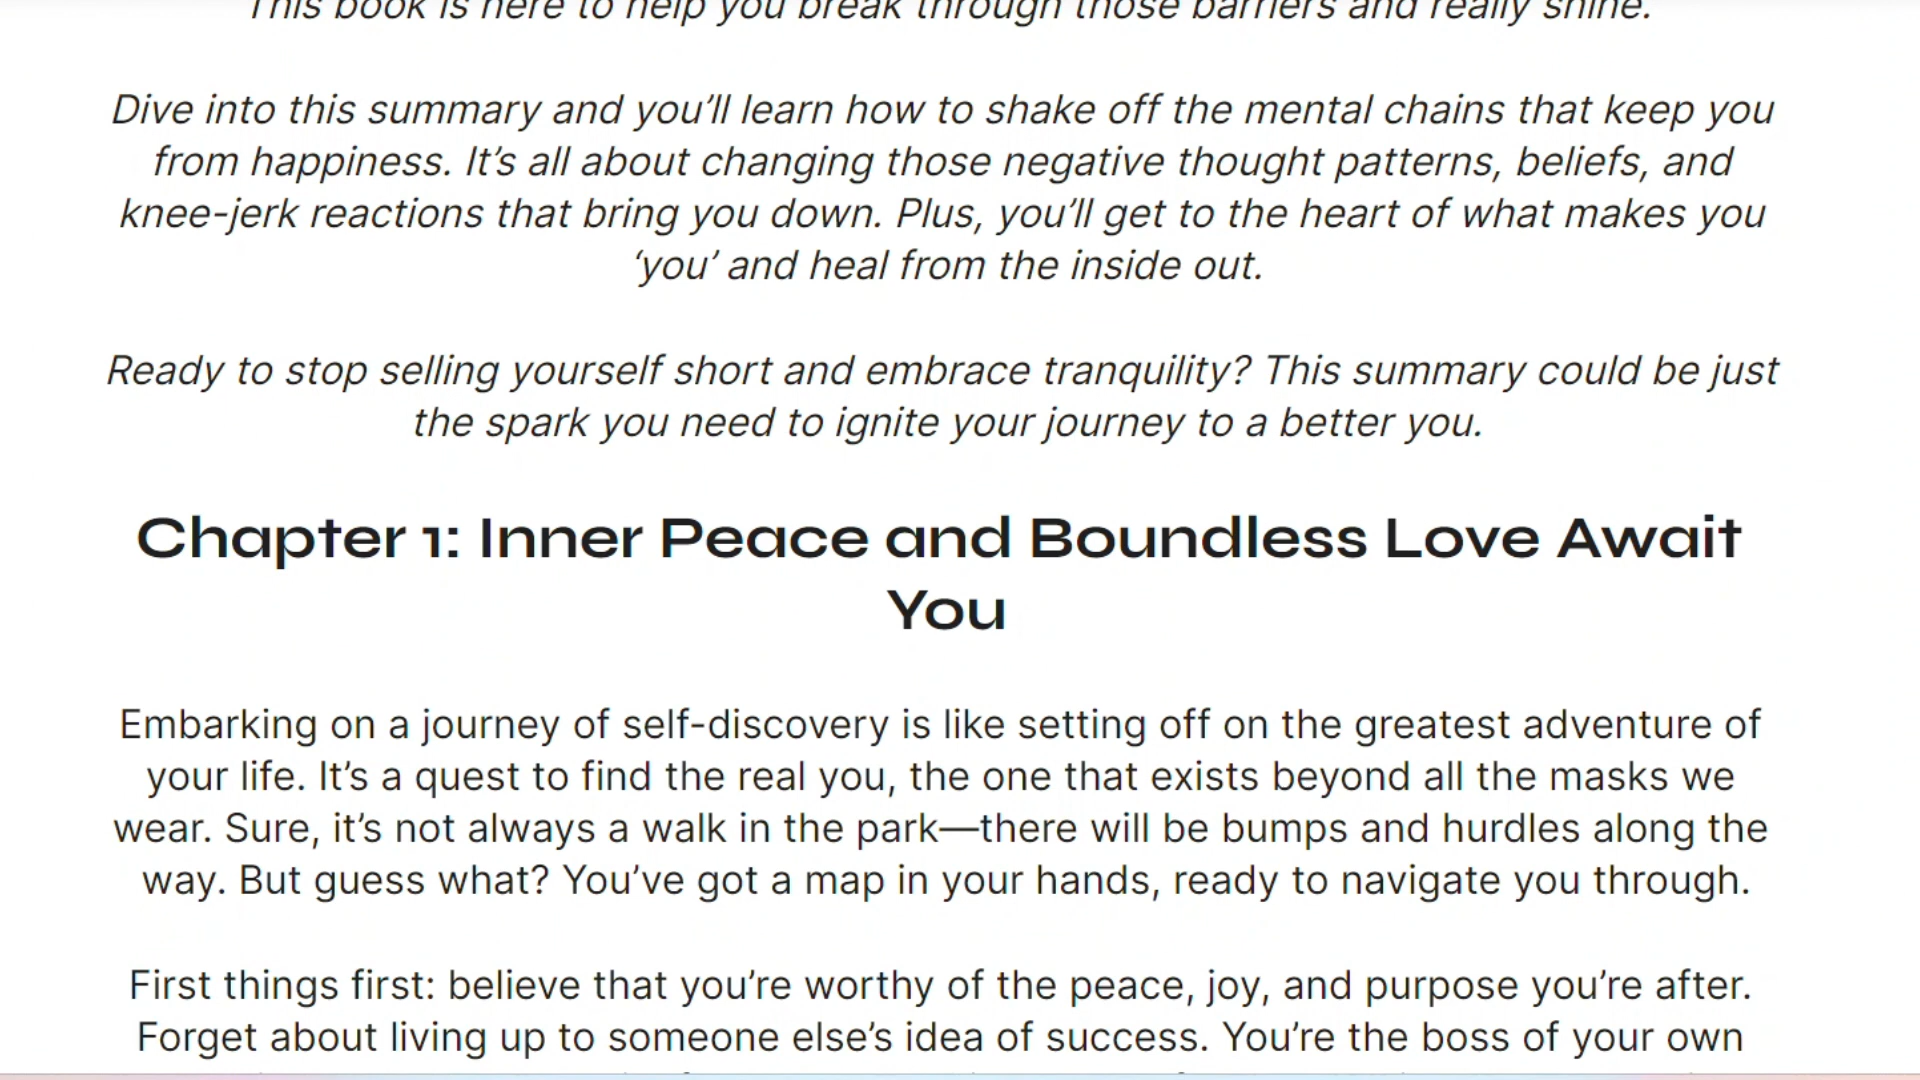 This book is here to help you break through those barriers and really shine.
Dive into this summary and you’ll learn how to shake off the mental chains that keep you
from happiness. It’s all about changing those negative thought patterns, beliefs, and
knee-jerk reactions that bring you down. Plus, you’ll get to the heart of what makes you
‘you’ and heal from the inside out.
Ready to stop selling yourself short and embrace tranquility? This summary could be just
the spark you need to ignite your journey to a better you.
Chapter 1: Inner Peace and Boundless Love Await
You
Embarking on a journey of self-discovery is like setting off on the greatest adventure of
your life. It’s a quest to find the real you, the one that exists beyond all the masks we
wear. Sure, it’s not always a walk in the park—there will be bumps and hurdles along the
way. But guess what? You’ve got a map in your hands, ready to navigate you through.
First things first: believe that you’re worthy of the peace, joy, and purpose you’re after.
Forget about living up to someone else’s idea of success. You’re the boss of your own